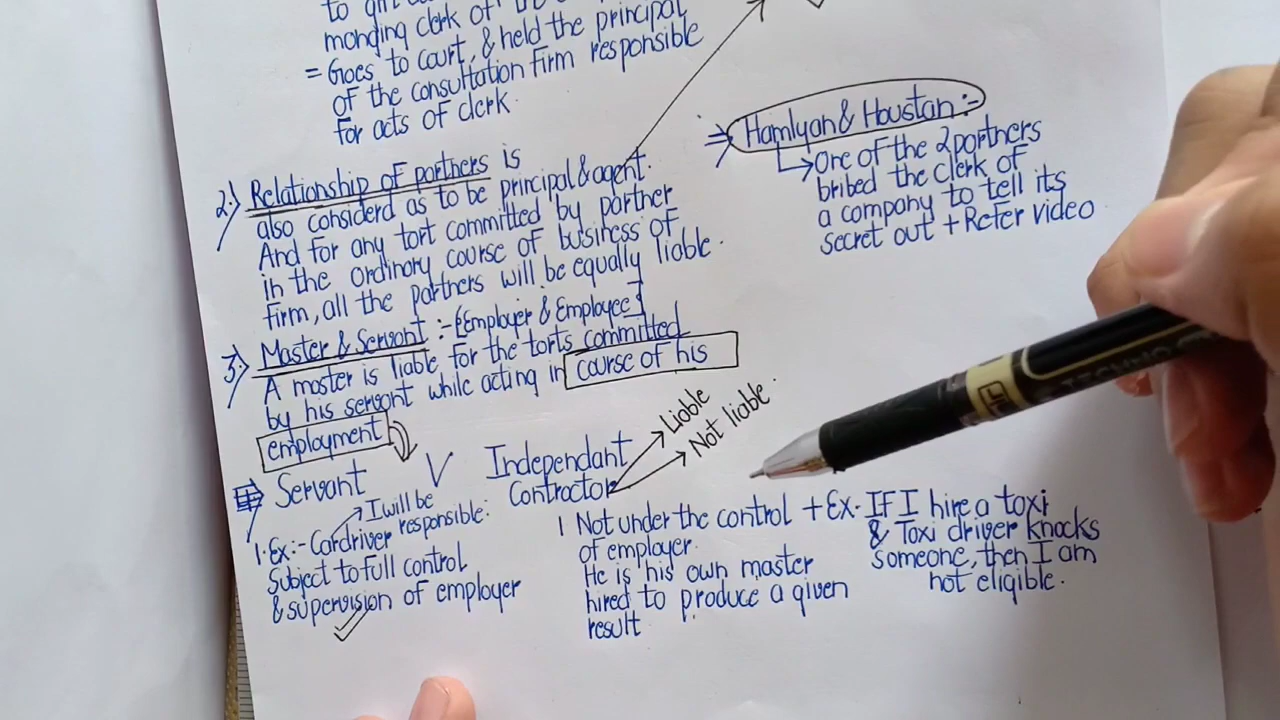 monding clerk of
= Goes to court, & held the principal
of the consultation firm responsible
for acts of clerk.
⇒ Hamlyon & Houstan :-
→ One of the 2 partners
bribed the clerk of
a company to tell its
secret out + Refer video
2.) Relationship of partners is
also considerd as to be principal & agent.
And for any tort committed by partner
in the ordinary course of business of
firm, all the partners will be equally liable.
3.) Master & Servant :- [Employer & Employee]
A master is liable for the torts committed
by his servant while acting in course of his
employment
Servant V Independant
Contractor
Liable
Not liable.
I will be
responsible:
1. Ex:- Car driver
Subject to full control
& supervision of employer
1 Not under the control
of employer.
He is his own master
hired to produce a given
result
+ Ex- IF I hire a taxi
& Taxi driver knocks
someone, then I am
not eligible.